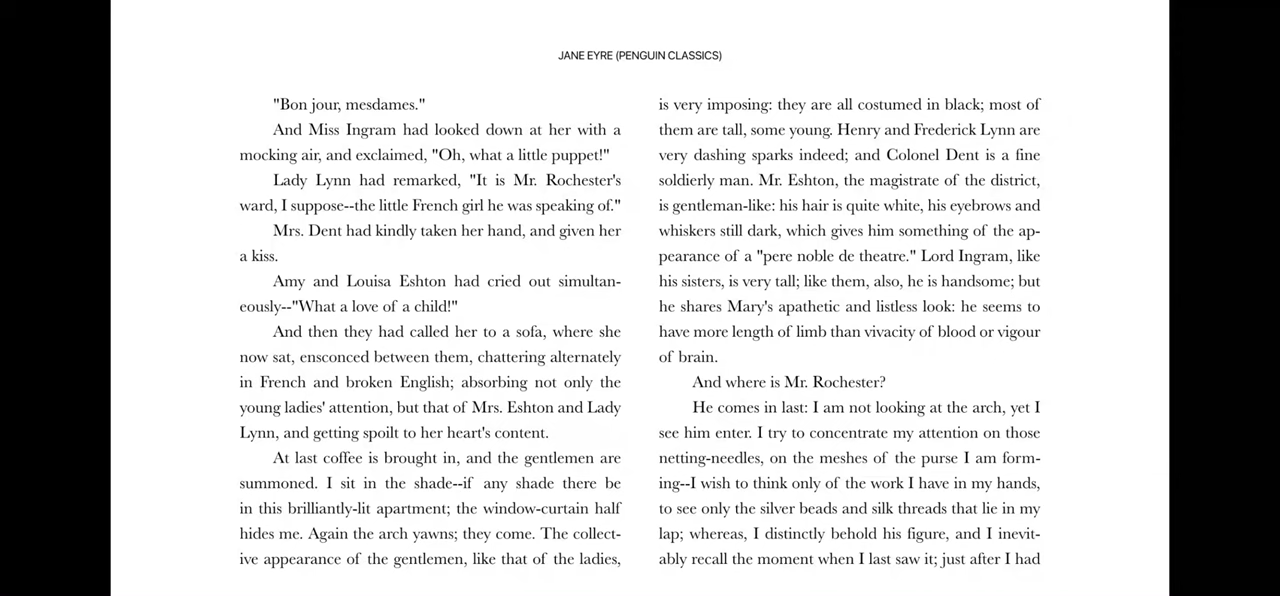 JANE EYRE (PENGUIN CLASSICS)
"Bon jour, mesdames."
And Miss Ingram had looked down at her with a
mocking air, and exclaimed, "Oh, what a little puppet!"
Lady Lynn had remarked, "It is Mr. Rochester's
ward, I suppose--the little French girl he was speaking of."
Mrs. Dent had kindly taken her hand, and given her
a kiss.
Amy and Louisa Eshton had cried out simultan-
eously--"What a love of a child!"
And then they had called her to a sofa, where she
now sat, ensconced between them, chattering alternately
in French and broken English; absorbing not only the
young ladies' attention, but that of Mrs. Eshton and Lady
Lynn, and getting spoilt to her heart's content.
At last coffee is brought in, and the gentlemen are
summoned. I sit in the shade--if any shade there be
in this brilliantly-lit apartment; the window-curtain half
hides me. Again the arch yawns; they come. The collect-
ive appearance of the gentlemen, like that of the ladies,
is very imposing: they are all costumed in black; most of
them are tall, some young. Henry and Frederick Lynn are
very dashing sparks indeed; and Colonel Dent is a fine
soldierly man. Mr. Eshton, the magistrate of the district,
is gentleman-like: his hair is quite white, his eyebrows and
whiskers still dark, which gives him something of the ap-
pearance of a "pere noble de theatre." Lord Ingram, like
his sisters, is very tall; like them, also, he is handsome; but
he shares Mary's apathetic and listless look: he seems to
have more length of limb than vivacity of blood or vigour
of brain.
And where is Mr. Rochester?
He comes in last: I am not looking at the arch, yet I
see him enter. I try to concentrate my attention on those
netting-needles, on the meshes of the purse I am form-
ing--I wish to think only of the work I have in my hands,
to see only the silver beads and silk threads that lie in my
lap; whereas, I distinctly behold his figure, and I inevit-
ably recall the moment when I last saw it; just after I had